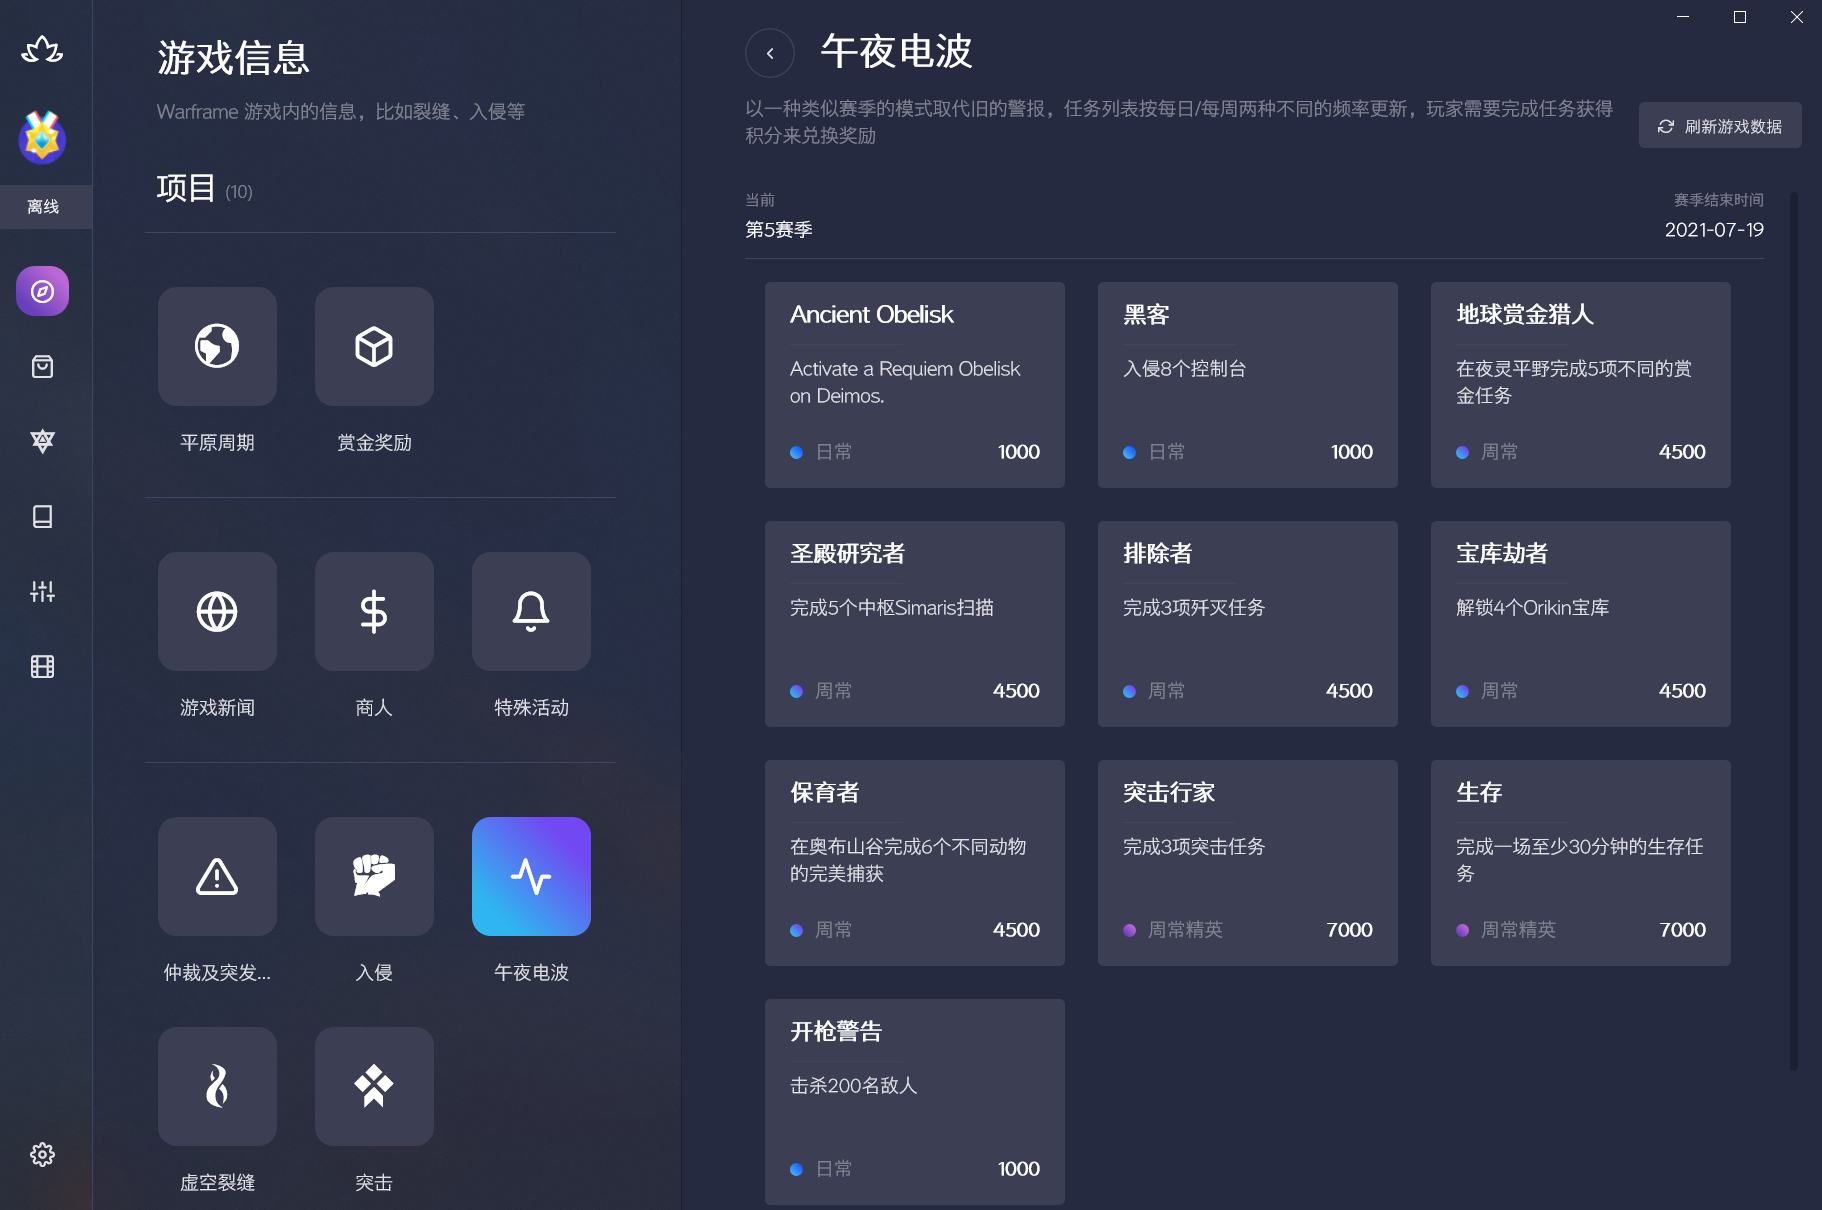 离线
游戏信息
Warframe 游戏内的信息，比如裂缝、入侵等
项目 (10)
平原周期
赏金奖励
游戏新闻
商人
特殊活动
仲裁及突发...
入侵
午夜电波
虚空裂缝
突击
午夜电波
以一种类似赛季的模式取代旧的警报，任务列表按每日/每周两种不同的频率更新，玩家需要完成任务获得
积分来兑换奖励
刷新游戏数据
当前
第5赛季
赛季结束时间
2021-07-19
Ancient Obelisk
Activate a Requiem Obelisk
on Deimos.
日常 1000
黑客
入侵8个控制台
日常 1000
地球赏金猎人
在夜灵平野完成5项不同的赏
金任务
周常 4500
圣殿研究者
完成5个中枢Simaris扫描
周常 4500
排除者
完成3项歼灭任务
周常 4500
宝库劫者
解锁4个Orikin宝库
周常 4500
保育者
在奥布山谷完成6个不同动物
的完美捕获
周常 4500
突击行家
完成3项突击任务
周常精英 7000
生存
完成一场至少30分钟的生存任
务
周常精英 7000
开枪警告
击杀200名敌人
日常 1000